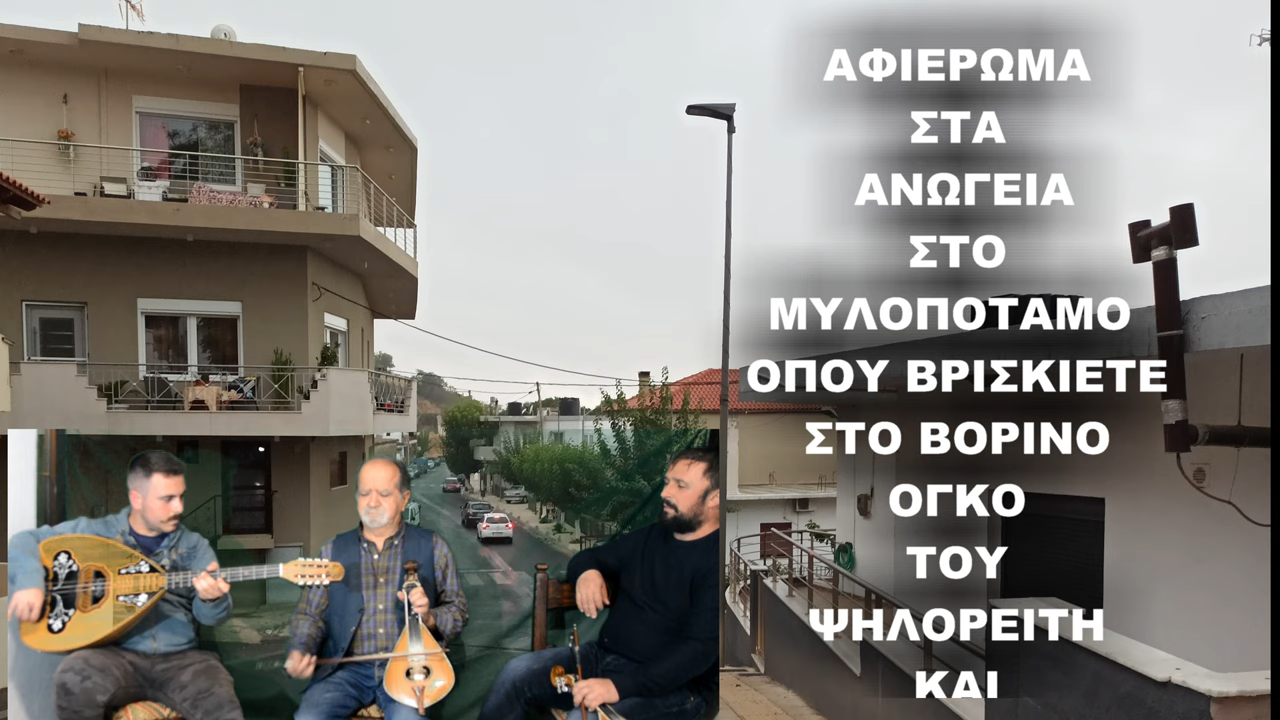 ΑΦΙΕΡΩΜΑ
ΣΤΑ
ΑΝΩΓΕΙΑ
ΣΤΟ
ΜΥΛΟΠΟΤΑΜΟ
ΟΠΟΥ ΒΡΙΣΚΙΕΤΕ
ΣΤΟ ΒΟΡΙΝΟ
ΟΓΚΟ
ΤΟΥ
ΨΗΛΟΡΕΙΤΗ
ΚΑΙ